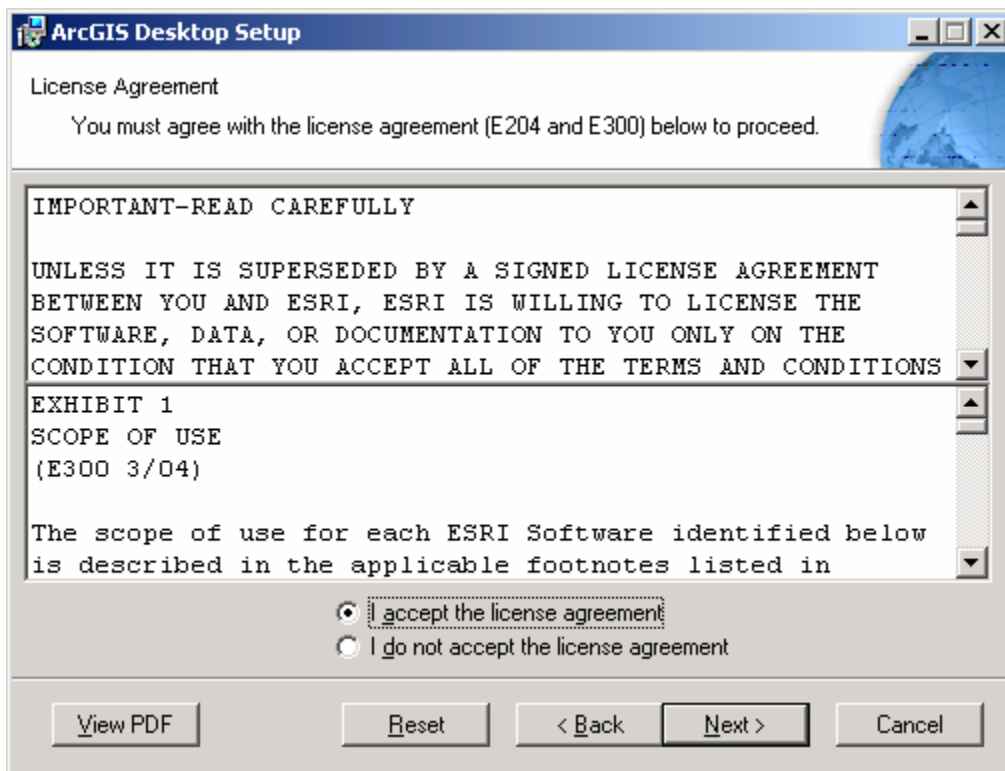 ArcGIS Desktop Setup
License Agreement
You must agree with the license agreement (E204 and E300) below to proceed.
IMPORTANT-READ CAREFULLY
UNLESS IT IS SUPERSEDED BY A SIGNED LICENSE AGREEMENT
BETWEEN YOU AND ESRI, ESRI IS WILLING TO LICENSE THE
SOFTWARE, DATA, OR DOCUMENTATION TO YOU ONLY ON THE
CONDITION THAT YOU ACCEPT ALL OF THE TERMS AND CONDITIONS
EXHIBIT 1
SCOPE OF USE
(E300 3/04)
The scope of use for each ESRI Software identified below
is described in the applicable footnotes listed in
I accept the license agreement
I do not accept the license agreement
View PDF
Reset
< Back
Next >
Cancel